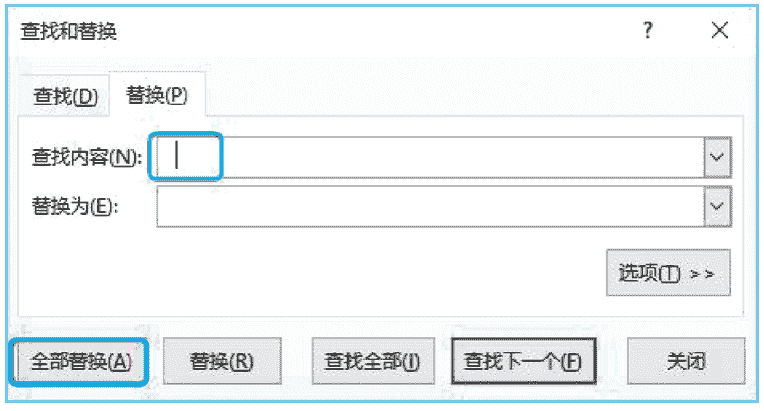 查找和替换 ? ×
查找(D) 替换(P)
查找内容(N):
替换为(E):
选项(T) >>
全部替换(A) 替换(R) 查找全部(I) 查找下一个(F) 关闭